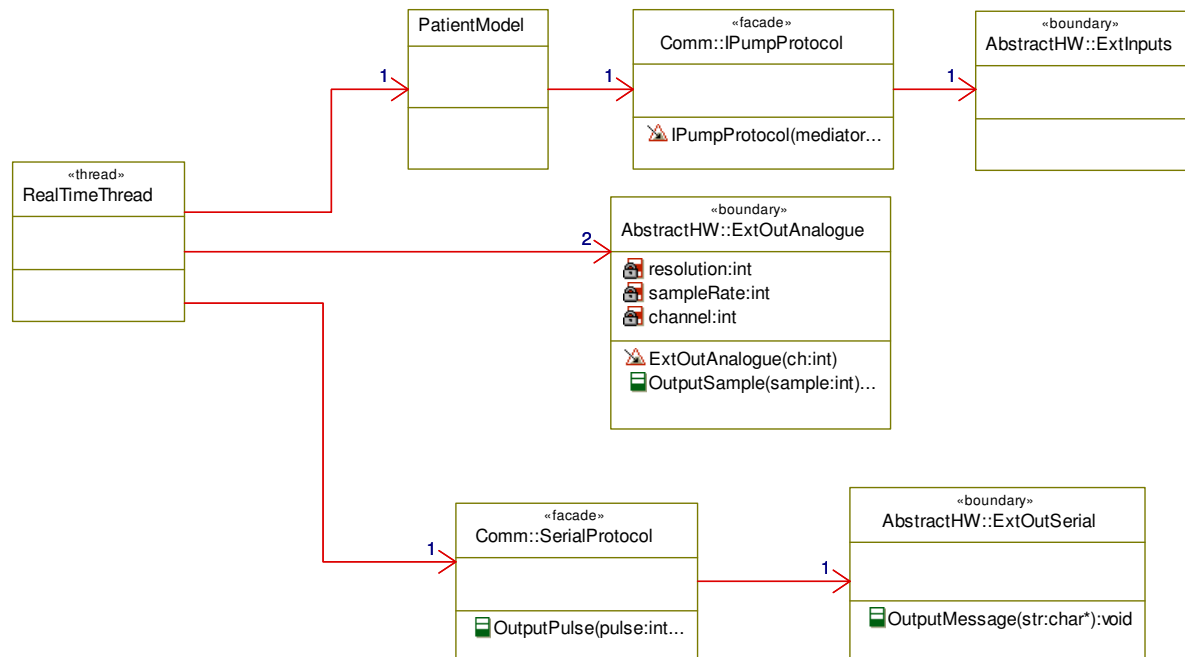 PatientModel
«facade»
Comm::IPumpProtocol
IPumpProtocol(mediator...
«boundary»
AbstractHW::ExtInputs
1
1
1
«thread»
RealTimeThread
«boundary»
AbstractHW::ExtOutAnalogue
resolution:int
sampleRate:int
channel:int
ExtOutAnalogue(ch:int)
OutputSample(sample:int)...
2
«facade»
Comm::SerialProtocol
OutputPulse(pulse:int...
1
«boundary»
AbstractHW::ExtOutSerial
OutputMessage(str:char*):void
1